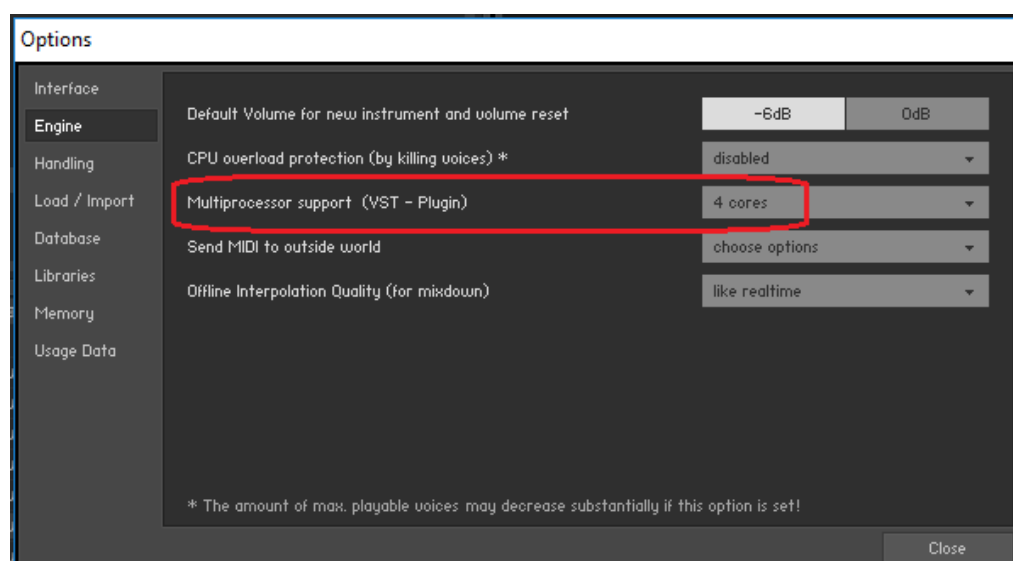 Options
Interface
Engine
Handling
Load / Import
Database
Libraries
Memory
Usage Data
Default Volume for new instrument and volume reset -6dB 0dB
CPU overload protection (by killing voices) * disabled
Multiprocessor support (VST - Plugin) 4 cores
Send MIDI to outside world choose options
Offline Interpolation Quality (for mixdown) like realtime
* The amount of max. playable voices may decrease substantially if this option is set!
Close